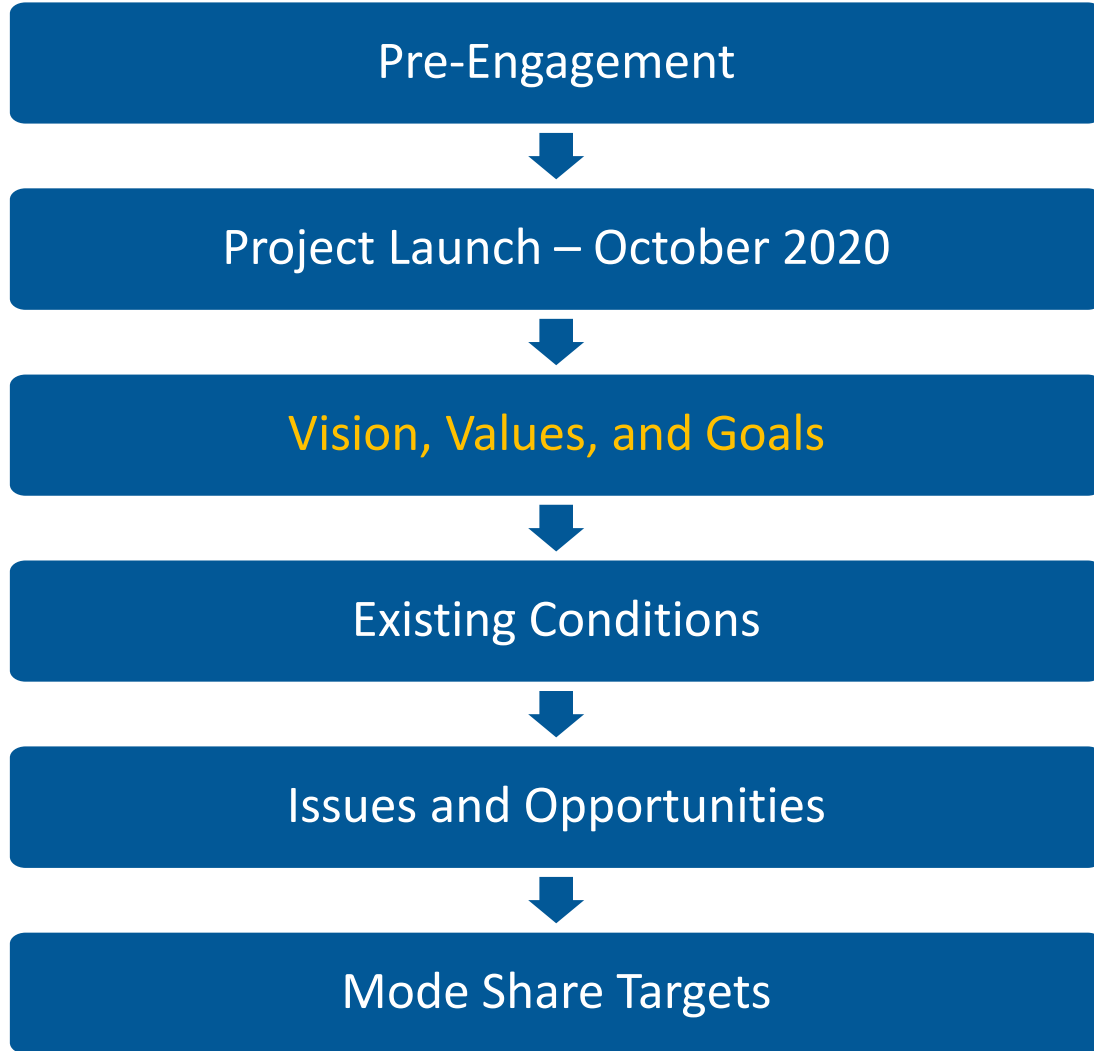 Pre-Engagement
Project Launch – October 2020
Vision, Values, and Goals
Existing Conditions
Issues and Opportunities
Mode Share Targets